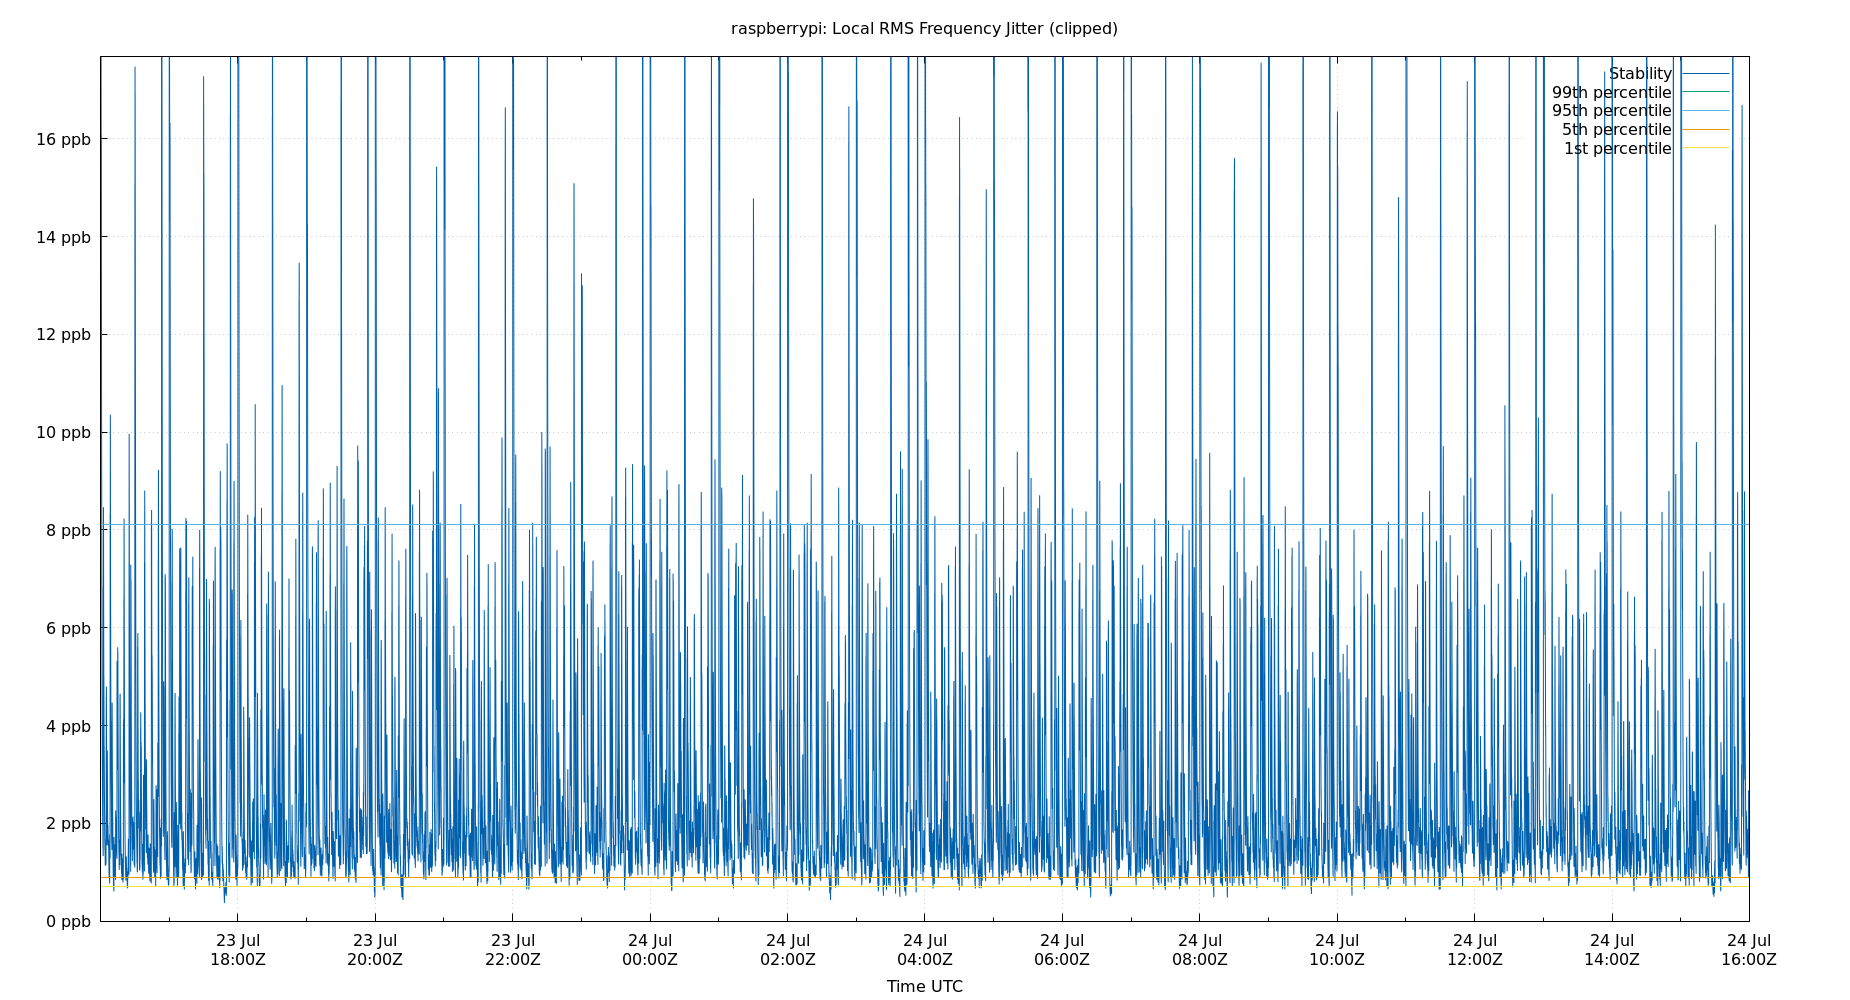 raspberrypi: Local RMS Frequency Jitter (clipped)
Stability
99th percentile
95th percentile
5th percentile
1st percentile
16 ppb
14 ppb
12 ppb
10 ppb
8 ppb
6 ppb
4 ppb
2 ppb
0 ppb
23 Jul 23 Jul 23 Jul 24 Jul 24 Jul 24 Jul 24 Jul 24 Jul 24 Jul 24 Jul 24 Jul 24 Jul
18:00Z 20:00Z 22:00Z 00:00Z 02:00Z 04:00Z 06:00Z 08:00Z 10:00Z 12:00Z 14:00Z 16:00Z
Time UTC